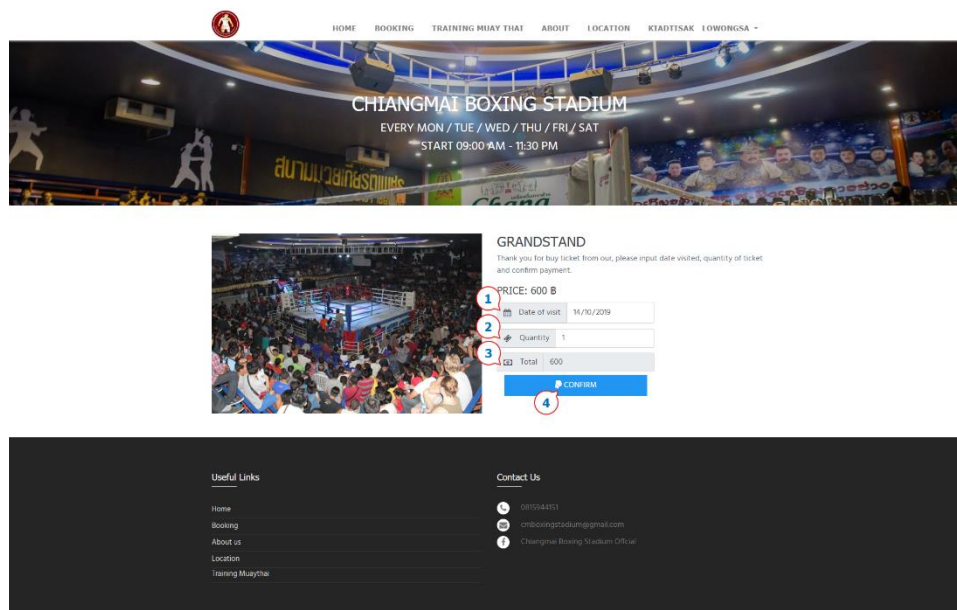 HOME BOOKING TRAINING MUAY THAI ABOUT LOCATION KIADTISAK LOWONGSA
CHIANGMAI BOXING STADIUM
EVERY MON / TUE / WED / THU / FRI / SAT
START 09:00 AM - 11:30 PM
Chang
GRANDSTAND
Thank you for buy ticket from our, please input date visited, quantity of ticket
and confirm payment.
PRICE: 600 ฿
1
Date of visit 14/10/2019
2
Quantity 1
3
Total 600
CONFIRM
4
Useful Links
Home
Booking
About us
Location
Training Muaythai
Contact Us
0815944151
cmboxingstadium@gmail.com
Chiangmai Boxing Stadium Offcial